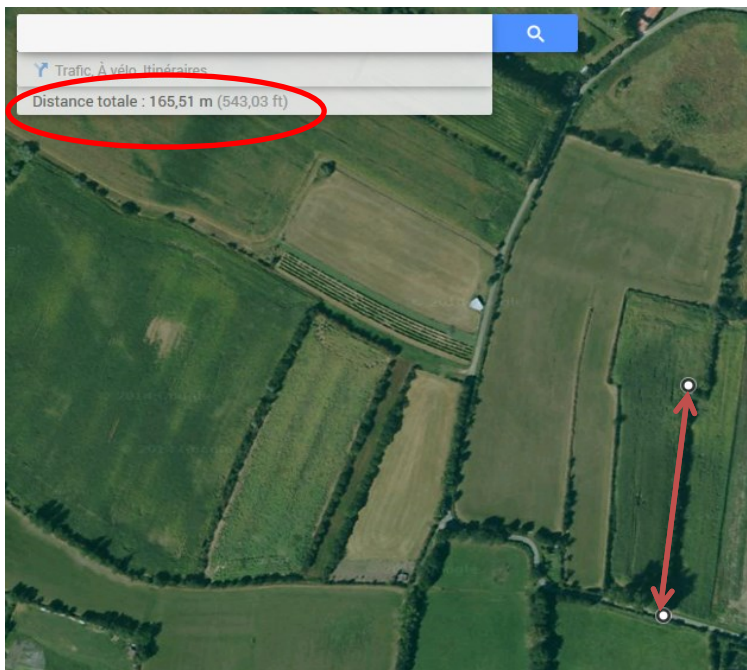 Trafic, À vélo, Itinéraires
Distance totale : 165,51 m (543,03 ft)